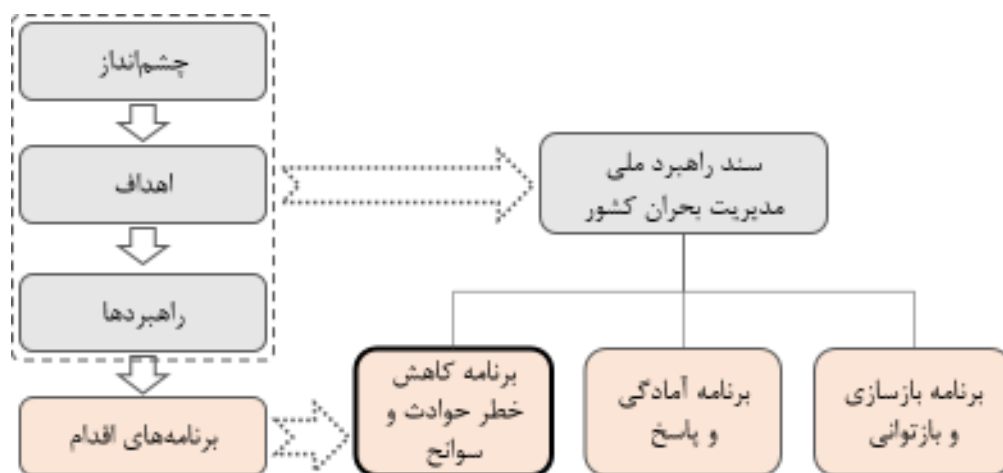 چشم‌انداز
اهداف
راهبردها
برنامه‌های اقدام
سند راهبرد ملی
مدیریت بحران کشور
برنامه کاهش
خطر حوادث و
سوانح
برنامه آمادگی
و پاسخ
برنامه بازسازی
و بازتوانی